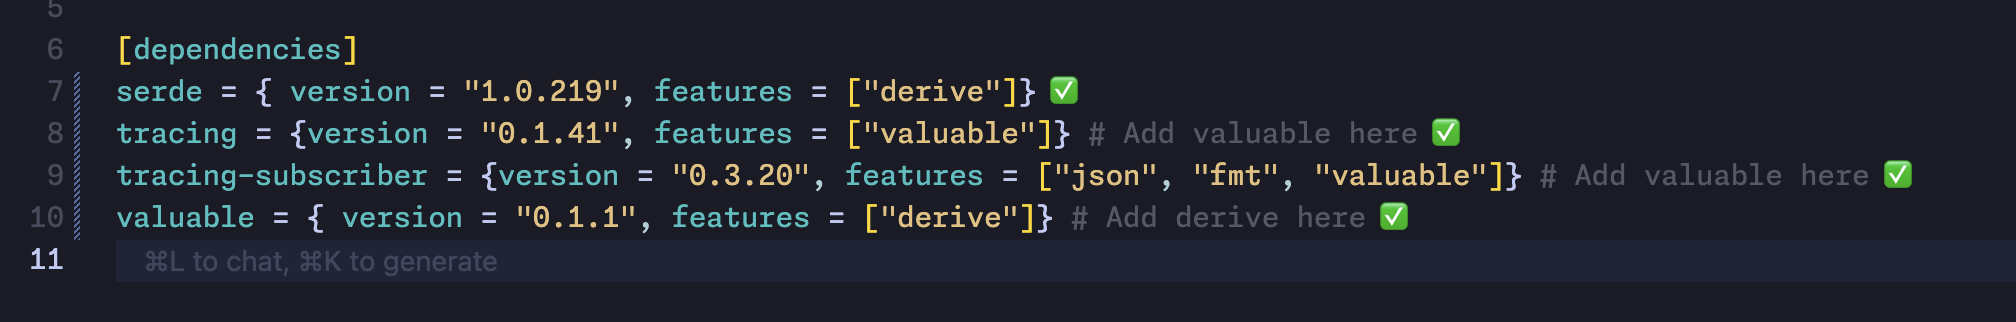 5
6 [dependencies]
7 serde = { version = "1.0.219", features = ["derive"]} ✅
8 tracing = {version = "0.1.41", features = ["valuable"]} # Add valuable here ✅
9 tracing-subscriber = {version = "0.3.20", features = ["json", "fmt", "valuable"]} # Add valuable here ✅
10 valuable = { version = "0.1.1", features = ["derive"]} # Add derive here ✅
11 ⌘L to chat, ⌘K to generate